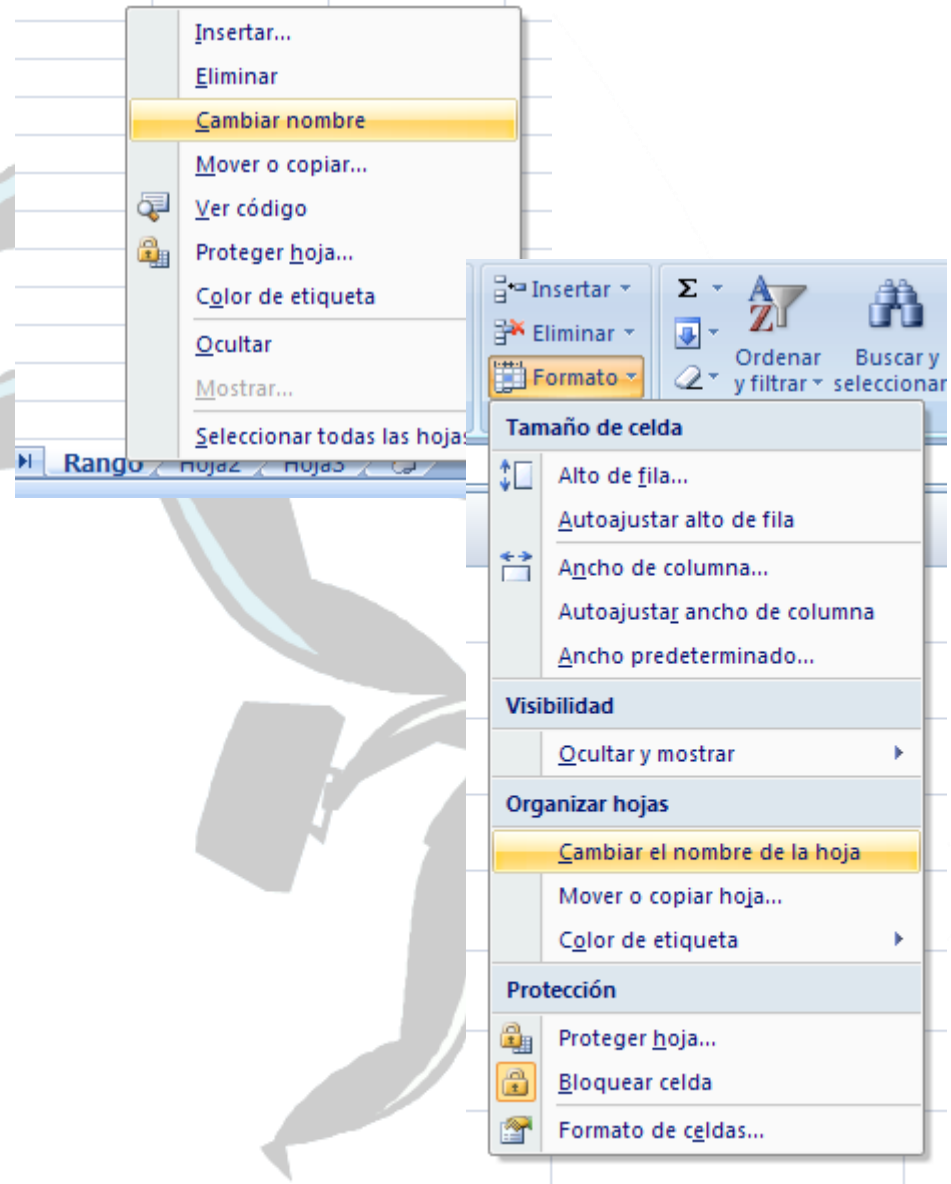 Insertar...
Eliminar
Cambiar nombre
Mover o copiar...
Ver código
Proteger hoja...
Color de etiqueta
Ocultar
Mostrar...
Seleccionar todas las hojas
Rango Hoja2 Hoja3
Insertar
Eliminar
Formato
Σ
A
Z
Ordenar
y filtrar
Buscar y
seleccionar
Tamaño de celda
Alto de fila...
Autoajustar alto de fila
Ancho de columna...
Autoajustar ancho de columna
Ancho predeterminado...
Visibilidad
Ocultar y mostrar
Organizar hojas
Cambiar el nombre de la hoja
Mover o copiar hoja...
Color de etiqueta
Protección
Proteger hoja...
Bloquear celda
Formato de celdas...